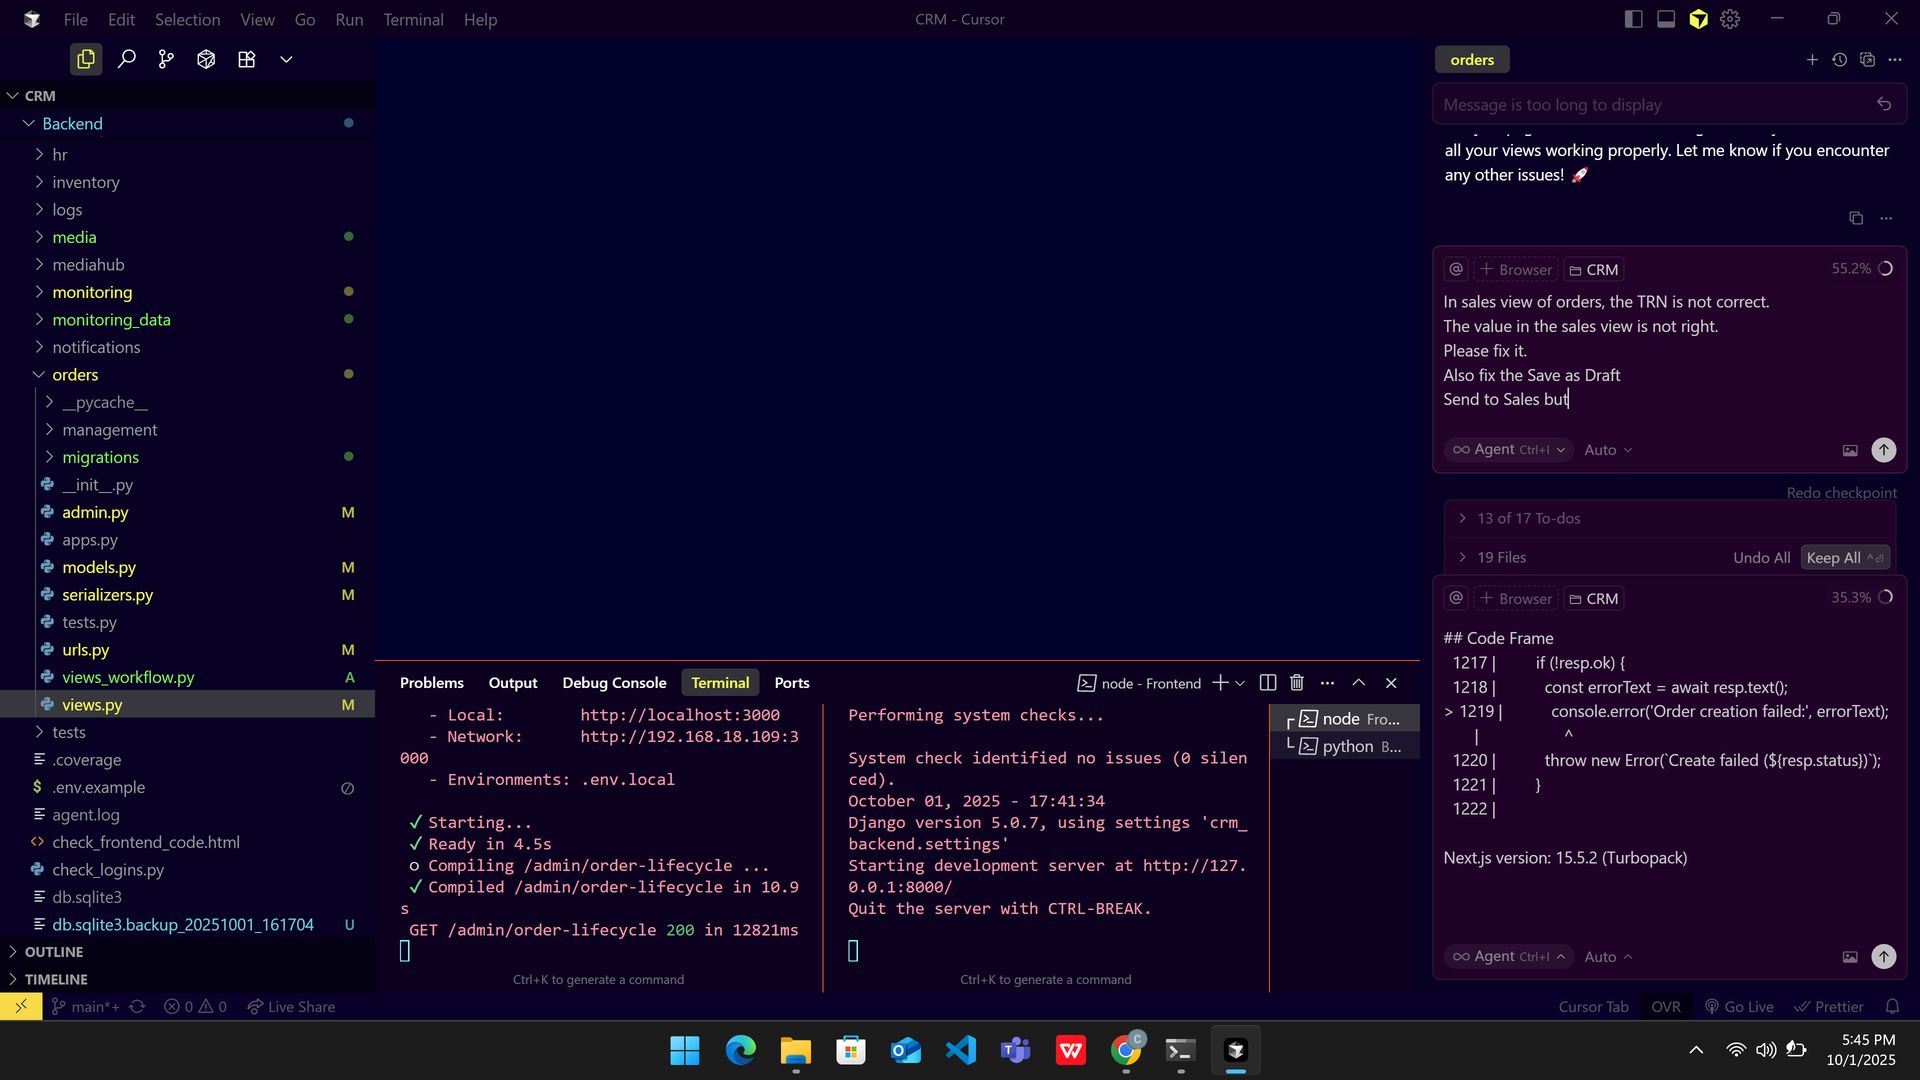 File Edit Selection View Go Run Terminal Help
CRM - Cursor
CRM
Backend
hr
inventory
logs
media
mediahub
monitoring
monitoring_data
notifications
orders
__pycache__
management
migrations
__init__.py
admin.py M
apps.py
models.py M
serializers.py M
tests.py
urls.py M
views_workflow.py A
views.py M
tests
.coverage
.env.example
agent.log
check_frontend_code.html
check_logins.py
db.sqlite3
db.sqlite3.backup_20251001_161704 U
OUTLINE
TIMELINE
Problems Output Debug Console Terminal Ports
node - Frontend
- Local: http://localhost:3000
- Network: http://192.168.18.109:3
000
- Environments: .env.local
✓ Starting...
✓ Ready in 4.5s
○ Compiling /admin/order-lifecycle ...
✓ Compiled /admin/order-lifecycle in 10.9
s
GET /admin/order-lifecycle 200 in 12821ms
Ctrl+K to generate a command
Performing system checks...
System check identified no issues (0 silen
ced).
October 01, 2025 - 17:41:34
Django version 5.0.7, using settings 'crm_
backend.settings'
Starting development server at http://127.
0.0.1:8000/
Quit the server with CTRL-BREAK.
Ctrl+K to generate a command
node Fro...
python B...
orders
Message is too long to display
all your views working properly. Let me know if you encounter
any other issues! 🚀
@ + Browser CRM 55.2%
In sales view of orders, the TRN is not correct.
The value in the sales view is not right.
Please fix it.
Also fix the Save as Draft
Send to Sales but
Agent Ctrl+I Auto
Redo checkpoint
13 of 17 To-dos
19 Files Undo All Keep All
@ + Browser CRM 35.3%
## Code Frame
1217 | if (!resp.ok) {
1218 | const errorText = await resp.text();
> 1219 | console.error('Order creation failed:', errorText);
| ^
1220 | throw new Error(`Create failed (${resp.status})`);
1221 | }
1222 |
Next.js version: 15.5.2 (Turbopack)
Agent Ctrl+I Auto
main*+ 0 0 Live Share
Cursor Tab OVR Go Live Prettier
5:45 PM
10/1/2025